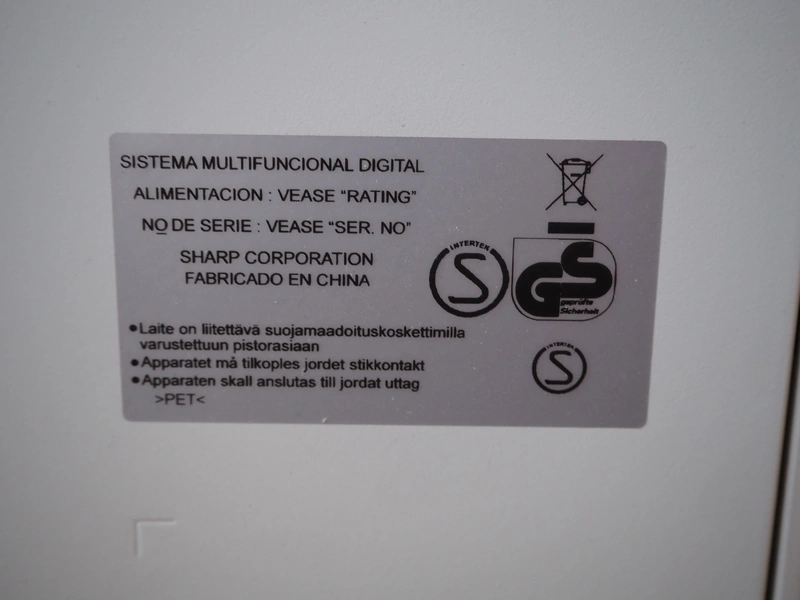 SISTEMA MULTIFUNCIONAL DIGITAL
ALIMENTACION : VEASE “RATING”
NO DE SERIE : VEASE “SER. NO”
SHARP CORPORATION
FABRICADO EN CHINA
INTERTEK
S
GS
geprüfte
Sicherheit
•Laite on liitettävä suojamaadoituskoskettimilla
varustettuun pistorasiaan
•Apparatet må tilkoples jordet stikkontakt
•Apparaten skall anslutas till jordat uttag
>PET<
INTERTEK
S